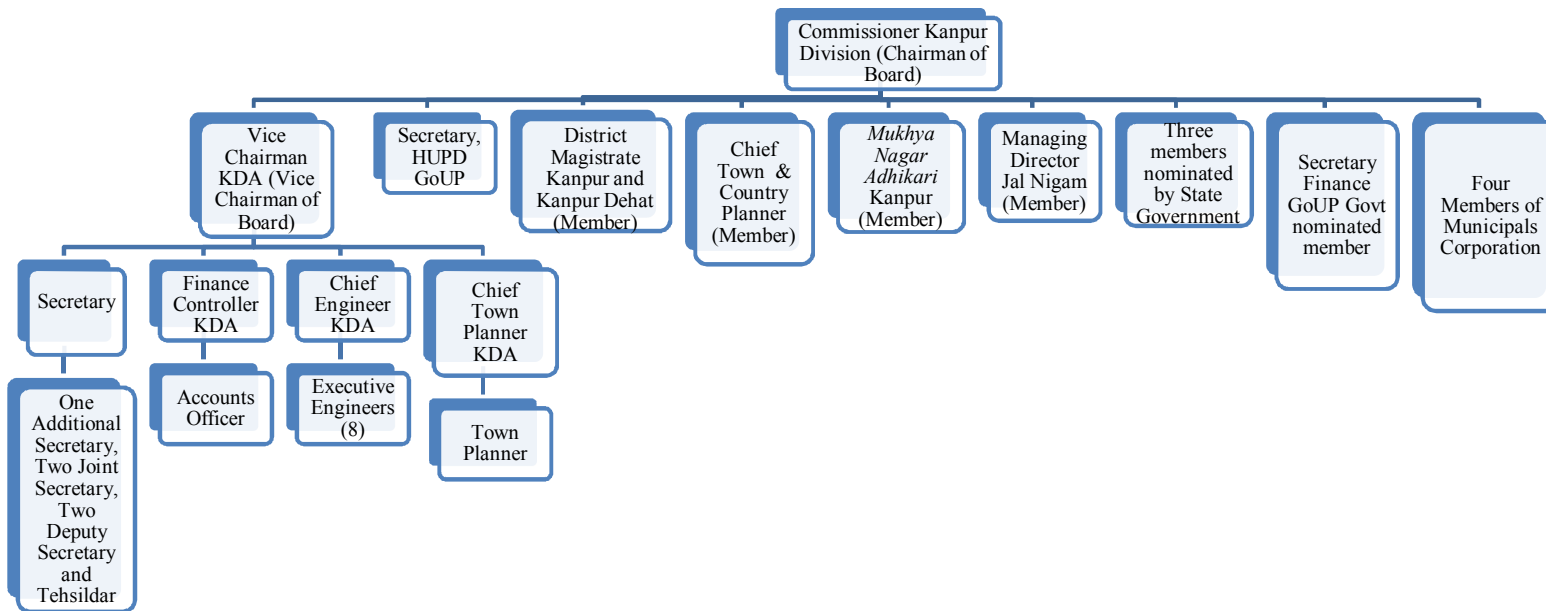 Commissioner Kanpur
Division (Chairman of
Board)
Vice
Chairman
KDA (Vice
Chairman of
Board)
Secretary,
HUPD
GoUP
District
Magistrate
Kanpur and
Kanpur Dehat
(Member)
Chief
Town & Country
Planner
(Member)
Mukhya
Nagar
Adhikari
Kanpur
(Member)
Managing
Director
Jal Nigam
(Member)
Three
members
nominated
by State
Government
Secretary
Finance
GoUP Govt
nominated
member
Four
Members of
Municipals
Corporation
Secretary
Finance
Controller
KDA
Chief
Engineer
KDA
Chief
Town
Planner
KDA
One
Additional
Secretary,
Two Joint
Secretary,
Two
Deputy
Secretary
and
Tehsildar
Accounts
Officer
Executive
Engineers
(8)
Town
Planner